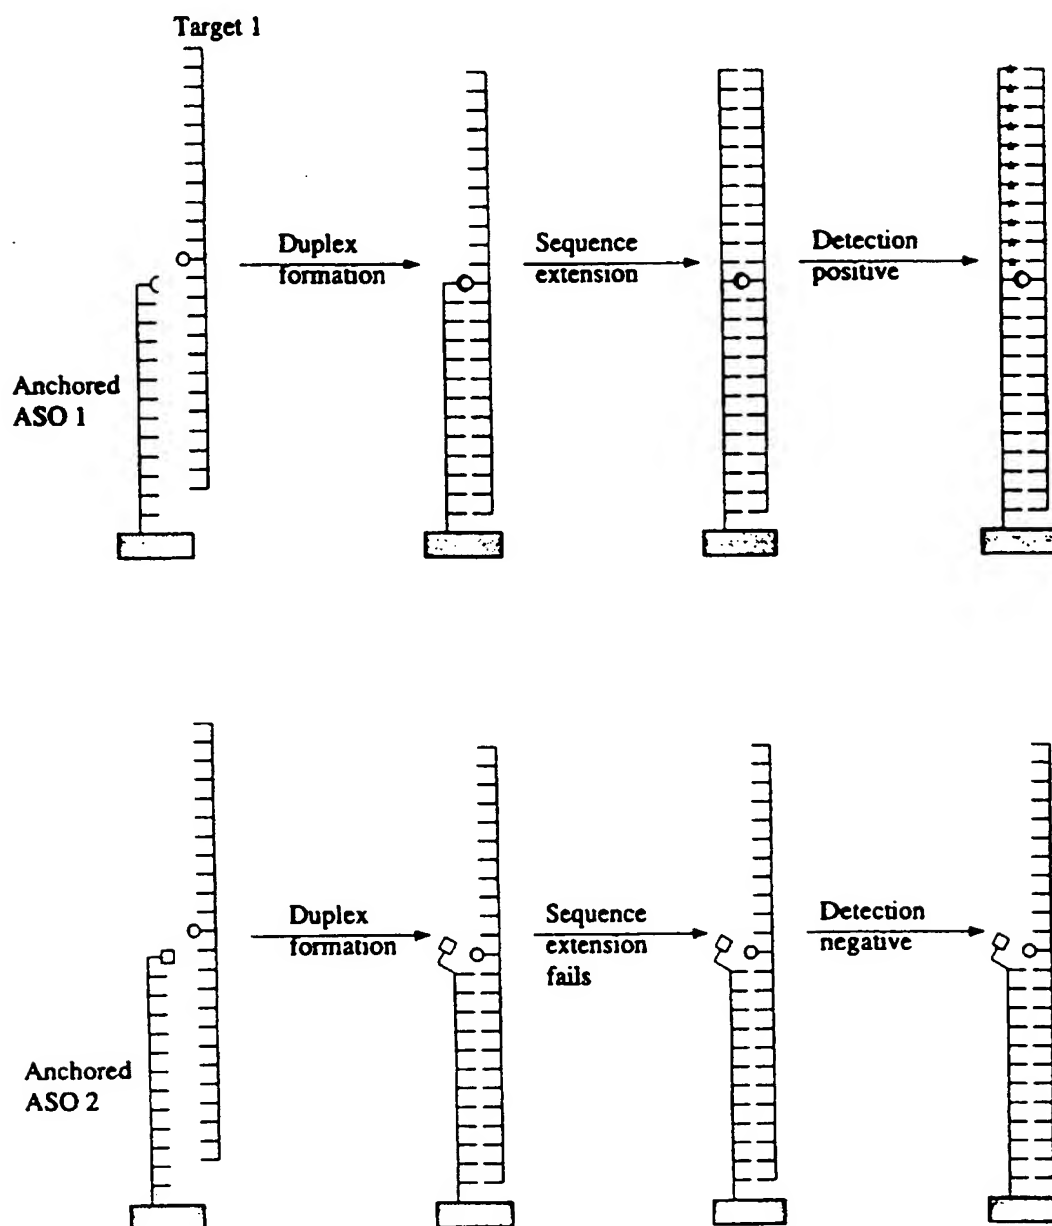 Target 1
Duplex
formation
Sequence
extension
Detection
positive
Anchored
ASO 1
Duplex
formation
Sequence
extension
fails
Detection
negative
Anchored
ASO 2